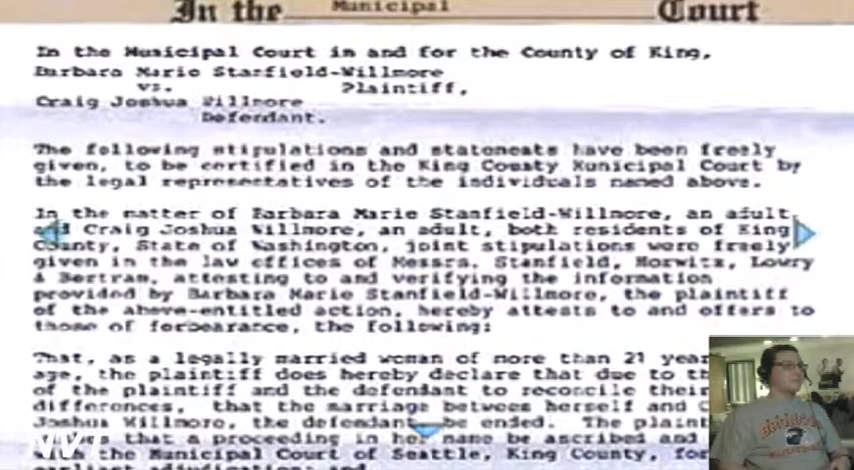 In the Municipal Court
In the Municipal Court in and for the County of King,
Barbara Marie Stanfield-Willmore
vs. Plaintiff,
Craig Joshua Willmore
Defendant.
The following stipulations and statements have been freely
given, to be certified in the King County Municipal Court by
the legal representatives of the individuals named above.
In the matter of Barbara Marie Stanfield-Willmore, an adult
and Craig Joshua Willmore, an adult, both residents of King
County, State of Washington, joint stipulations were freely
given in the law offices of Messrs. Stanfield, Horwitz, Lowry
& Bertram, attesting to and verifying the information
provided by Barbara Marie Stanfield-Willmore, the plaintiff
of the above-entitled action, hereby attests to and offers to
those of forbearance, the following:
That, as a legally married woman of more than 21 year
age, the plaintiff does hereby declare that due to th
of the plaintiff and the defendant to reconcile their
differences, that the marriage between herself and C
Joshua Willmore, the defendant be ended. The plaint
that a proceeding in her name be ascribed and
the Municipal Court of Seattle, King County, for
earliest adjudication; and